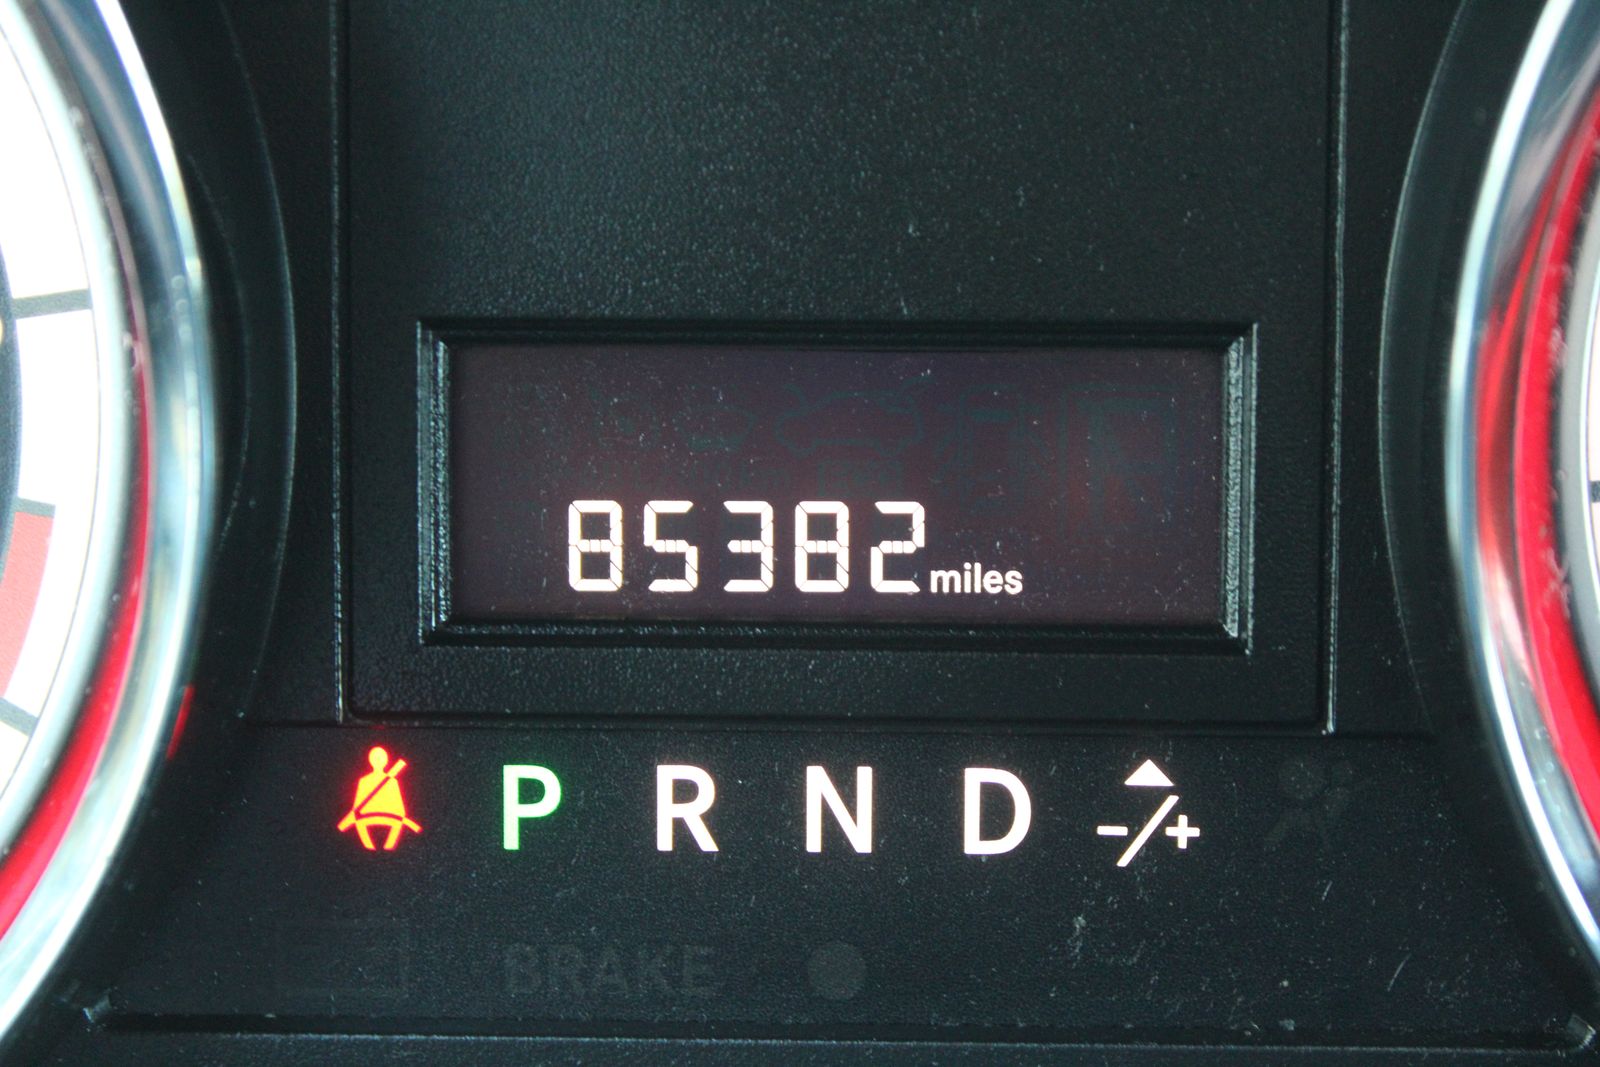 85382 miles
P R N D -/+
BRAKE